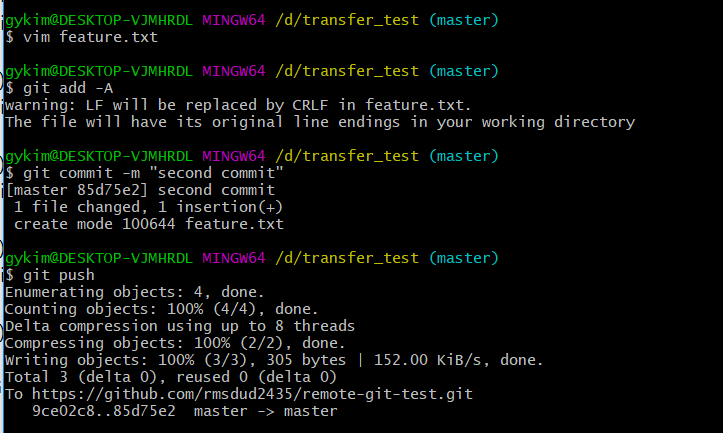 gykim@DESKTOP-VJMHRDL MINGW64 /d/transfer_test (master)
$ vim feature.txt
gykim@DESKTOP-VJMHRDL MINGW64 /d/transfer_test (master)
$ git add -A
warning: LF will be replaced by CRLF in feature.txt.
The file will have its original line endings in your working directory
gykim@DESKTOP-VJMHRDL MINGW64 /d/transfer_test (master)
$ git commit -m "second commit"
[master 85d75e2] second commit
 1 file changed, 1 insertion(+)
 create mode 100644 feature.txt
gykim@DESKTOP-VJMHRDL MINGW64 /d/transfer_test (master)
$ git push
Enumerating objects: 4, done.
Counting objects: 100% (4/4), done.
Delta compression using up to 8 threads
Compressing objects: 100% (2/2), done.
Writing objects: 100% (3/3), 305 bytes | 152.00 KiB/s, done.
Total 3 (delta 0), reused 0 (delta 0)
To https://github.com/rmsdud2435/remote-git-test.git
   9ce02c8..85d75e2  master -> master